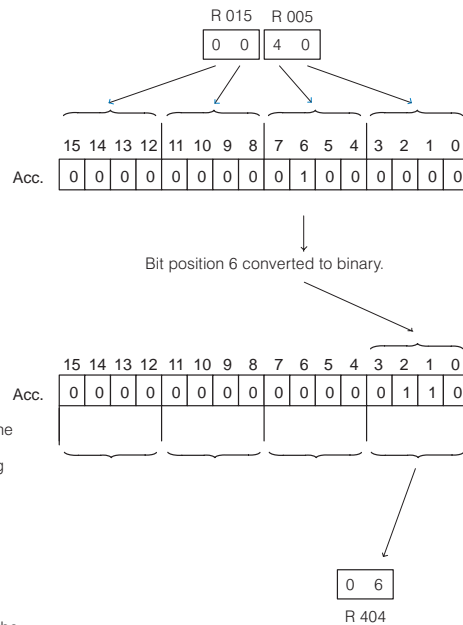 R 015 R 005
0 0 4 0
15 14 13 12 11 10 9 8 7 6 5 4 3 2 1 0
Acc. 0 0 0 0 0 0 0 0 0 1 0 0 0 0 0 0
Bit position 6 converted to binary.
15 14 13 12 11 10 9 8 7 6 5 4 3 2 1 0
Acc. 0 0 0 0 0 0 0 0 0 0 0 0 0 1 1 0
0 6
R 404